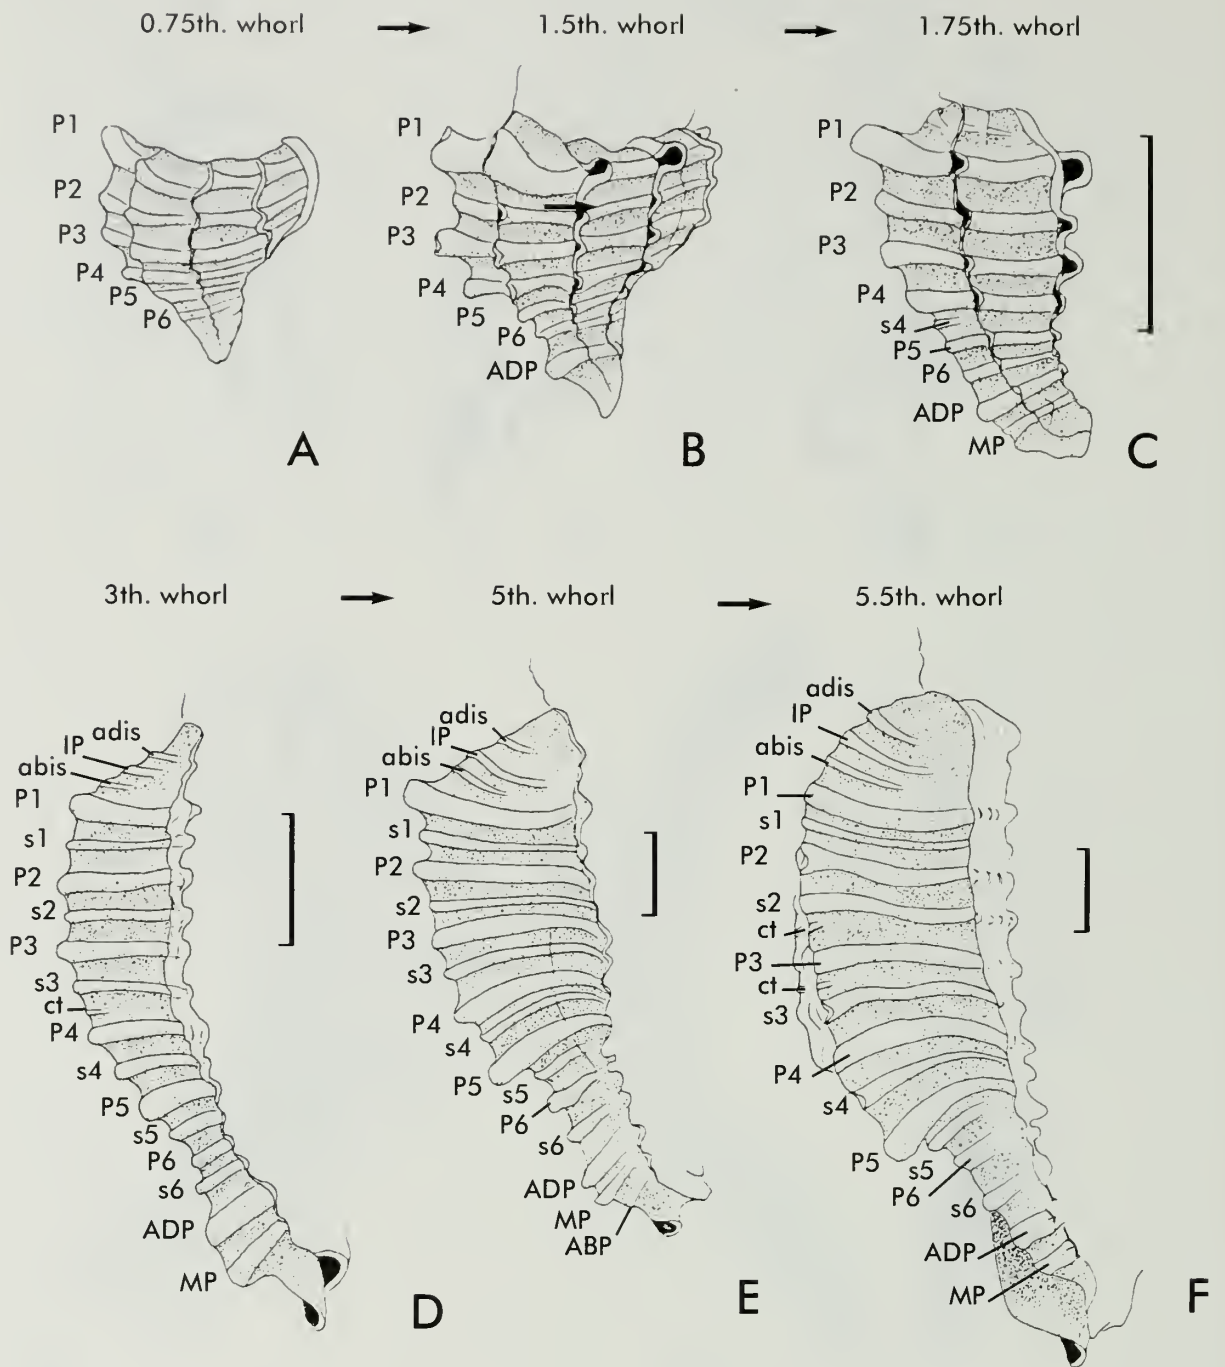 0.75th. whorl
1.5th. whorl
1.75th. whorl
P1
P2
P3
P4
P5
P6
A
P1
P2
P3
P4
P5
P6
ADP
B
P1
P2
P3
P4
s4
P5
P6
ADP
MP
C
3th. whorl
5th. whorl
5.5th. whorl
adis
IP
abis
P1
s1
P2
s2
P3
s3
ct
P4
s4
P5
s5
P6
s6
ADP
MP
D
adis
IP
abis
P1
s1
P2
s2
P3
s3
P4
s4
P5
s5
P6
s6
ADP
MP
ABP
E
adis
IP
abis
P1
s1
P2
s2
ct
P3
ct
s3
P4
s4
P5
s5
P6
s6
ADP
MP
F